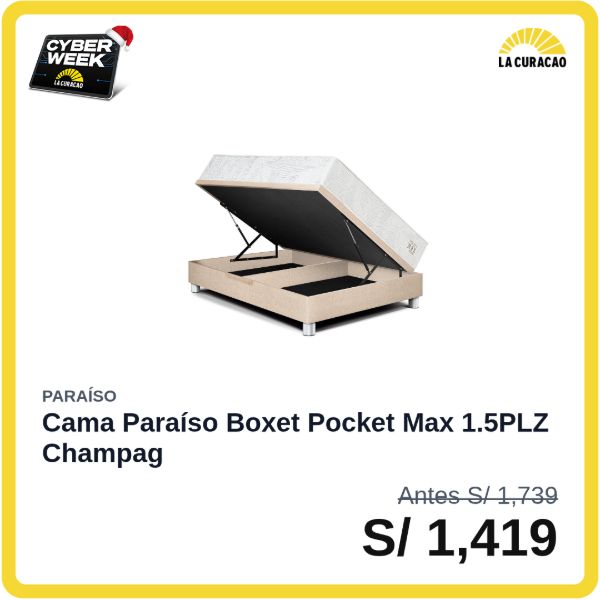 CYBER
WEEK
LA CURACAO
LA CURACAO
PARAÍSO
Cama Paraíso Boxet Pocket Max 1.5PLZ
Champag
Antes S/ 1,739
S/ 1,419